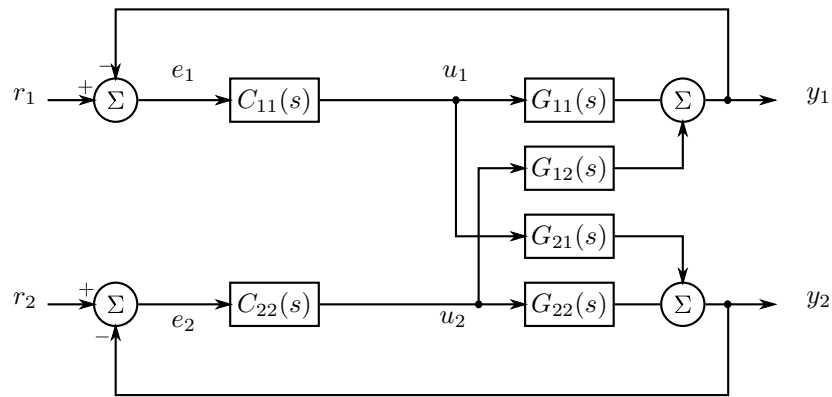 −
r₁ + Σ e₁ C₁₁(s) u₁ G₁₁(s) Σ y₁
G₁₂(s)
G₂₁(s)
r₂ + Σ e₂ C₂₂(s) u₂ G₂₂(s) Σ y₂
−